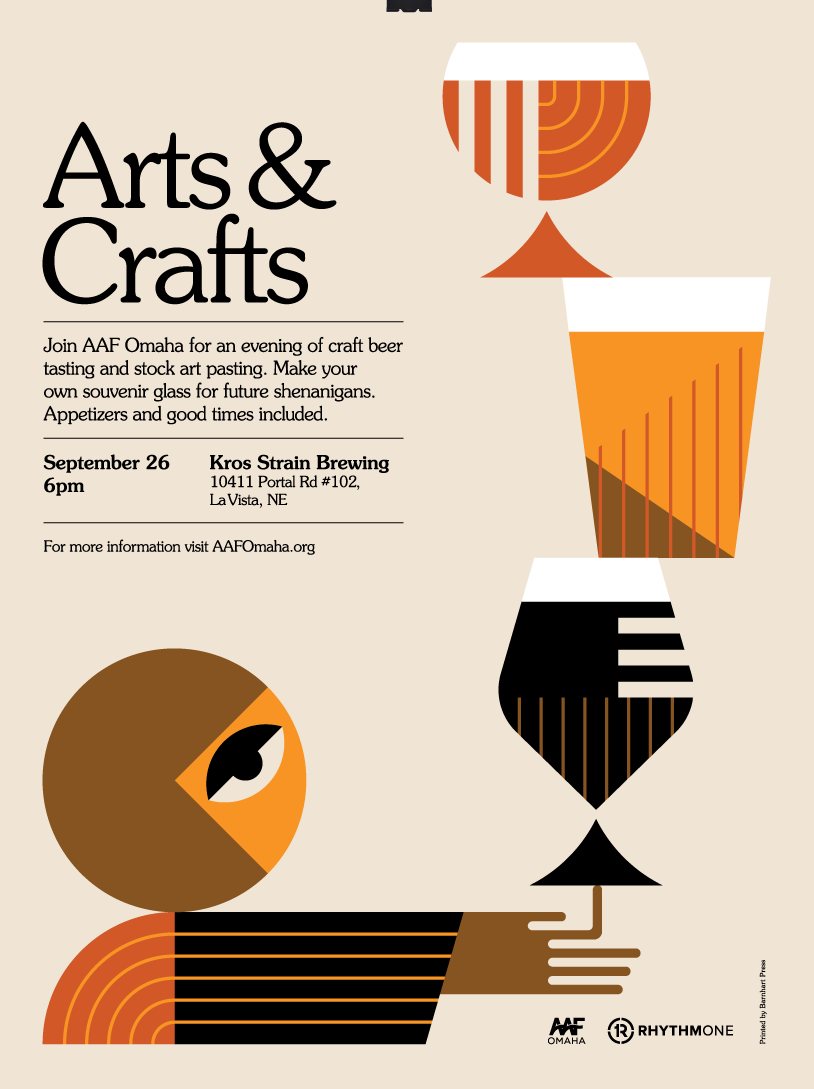 Arts &
Crafts
Join AAF Omaha for an evening of craft beer
tasting and stock art pasting. Make your
own souvenir glass for future shenanigans.
Appetizers and good times included.
September 26
6pm
Kros Strain Brewing
10411 Portal Rd #102,
La Vista, NE
For more information visit AAFOmaha.org
AAF
OMAHA
1R RHYTHMONE
Printed by Barnhart Press